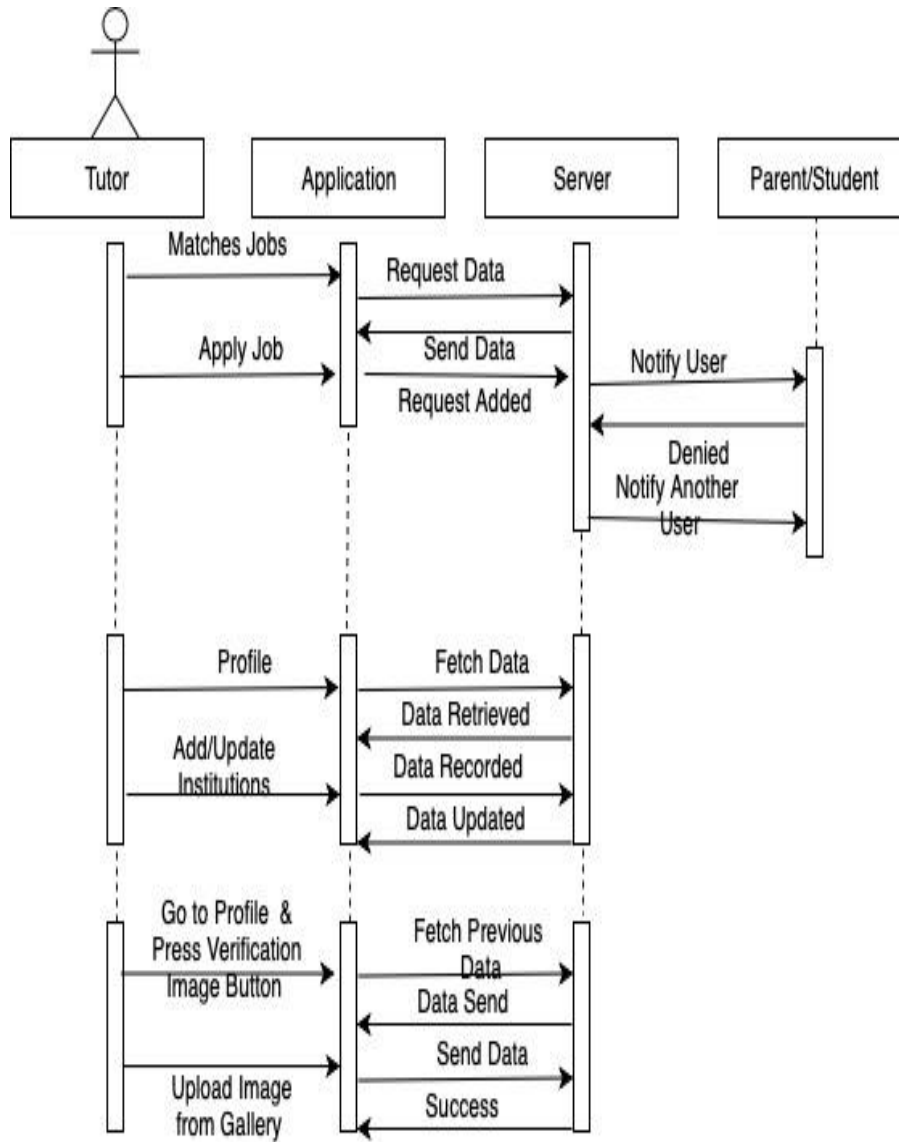 Tutor
Application
Server
Parent/Student
Matches Jobs
Request Data
Apply Job
Send Data
Notify User
Request Added
Denied
Notify Another
User
Profile
Fetch Data
Data Retrieved
Add/Update
Institutions
Data Recorded
Data Updated
Go to Profile &
Press Verification
Image Button
Fetch Previous
Data
Data Send
Send Data
Upload Image
from Gallery
Success